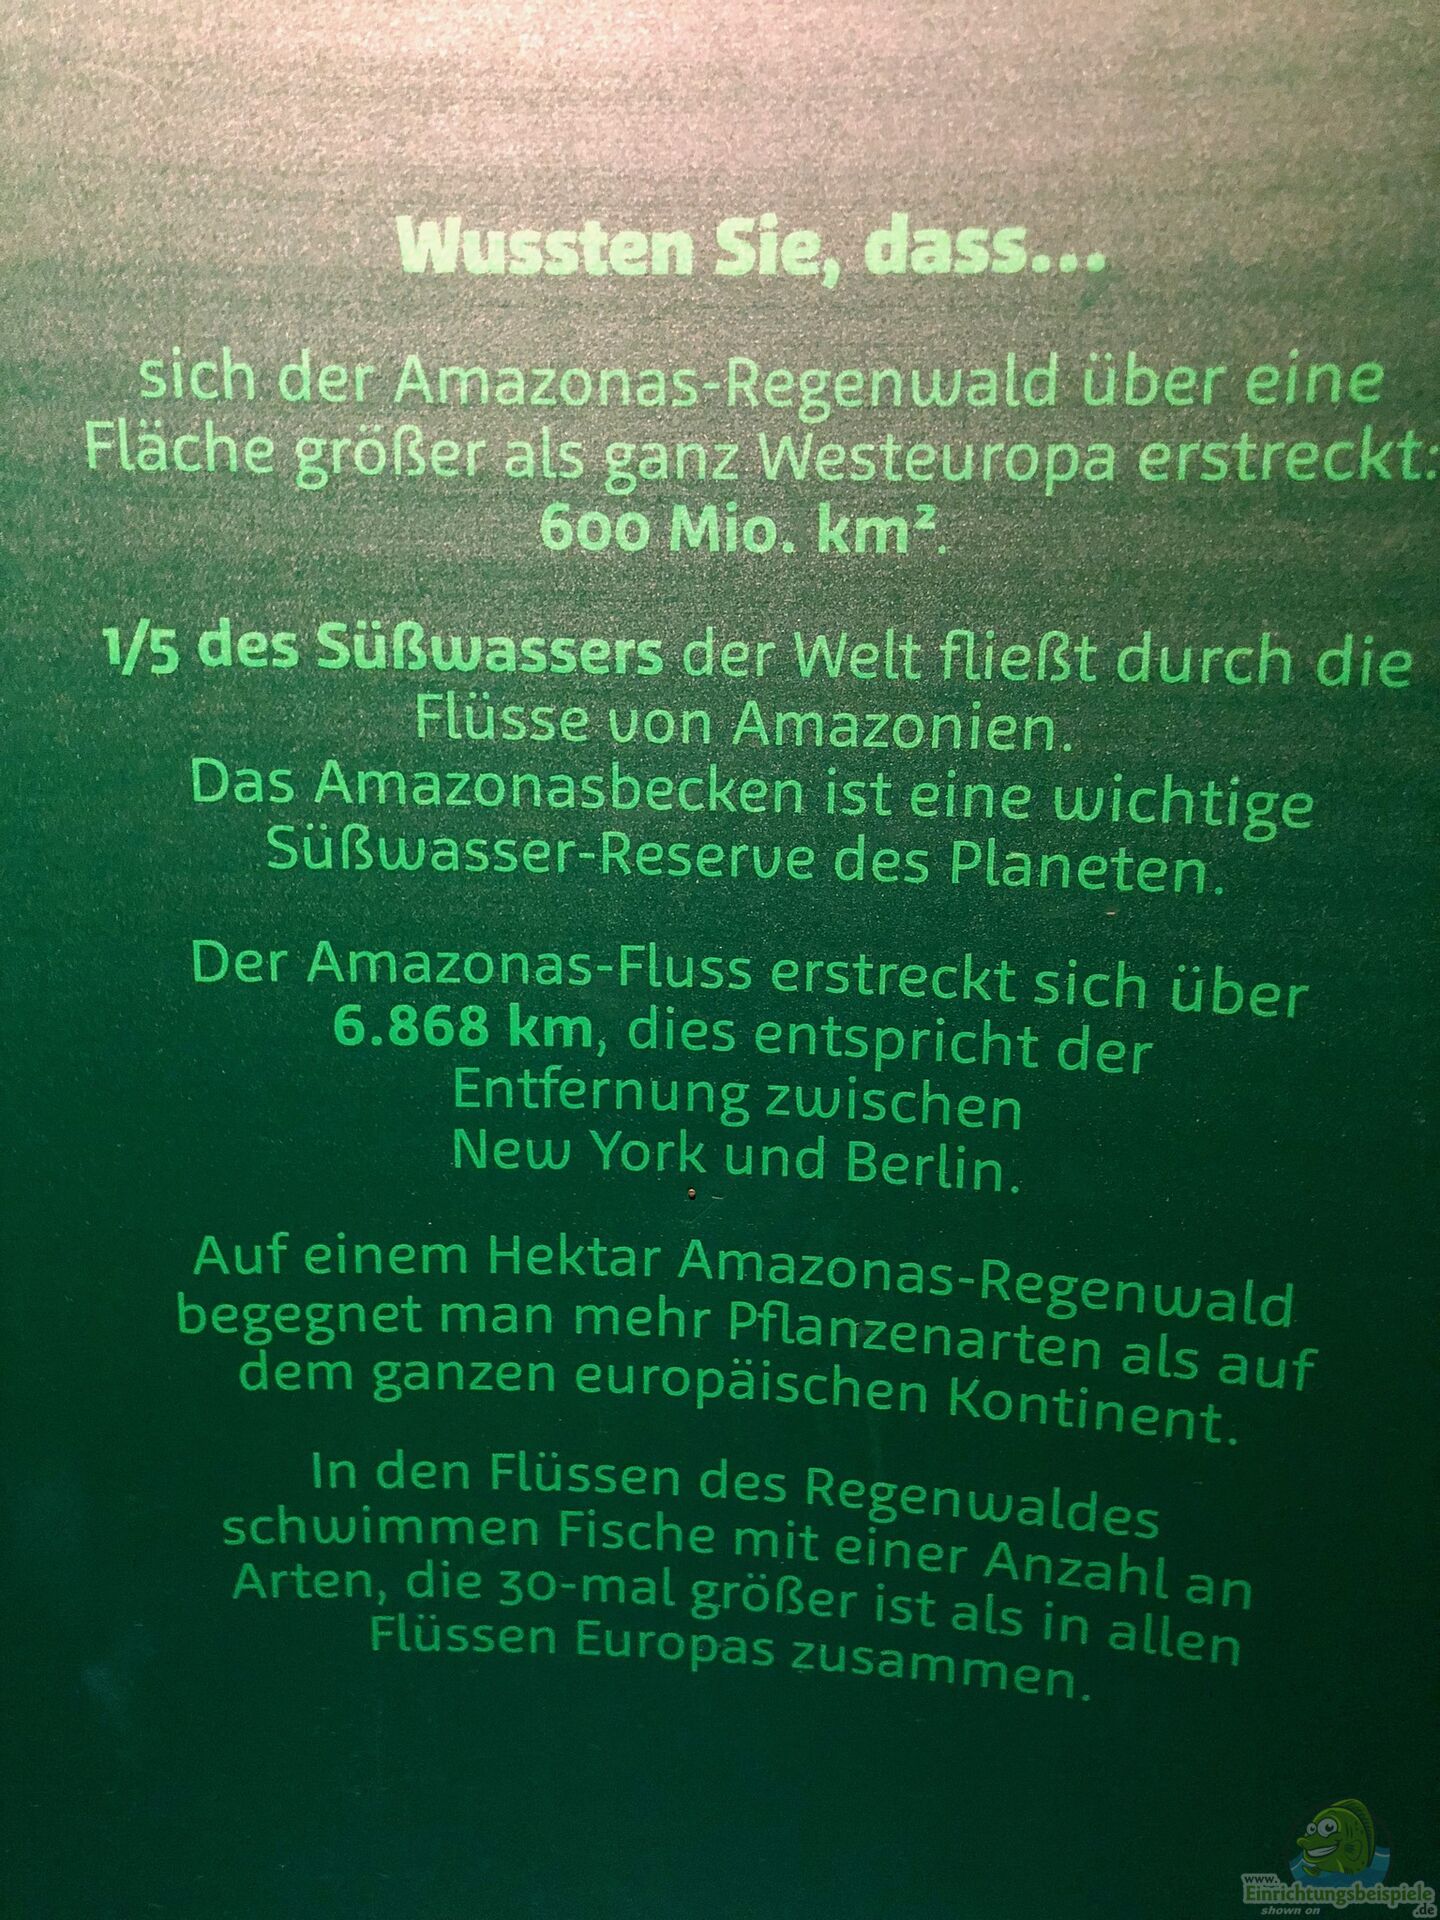 Wussten Sie, dass...
sich der Amazonas-Regenwald über eine
Fläche größer als ganz Westeuropa erstreckt:
600 Mio. km².
1/5 des Süßwassers der Welt fließt durch die
Flüsse von Amazonien.
Das Amazonasbecken ist eine wichtige
Süßwasser-Reserve des Planeten.
Der Amazonas-Fluss erstreckt sich über
6.868 km, dies entspricht der
Entfernung zwischen
New York und Berlin.
Auf einem Hektar Amazonas-Regenwald
begegnet man mehr Pflanzenarten als auf
dem ganzen europäischen Kontinent.
In den Flüssen des Regenwaldes
schwimmen Fische mit einer Anzahl an
Arten, die 30-mal größer ist als in allen
Flüssen Europas zusammen.
www.
Einrichtungsbeispiele
shown on .de